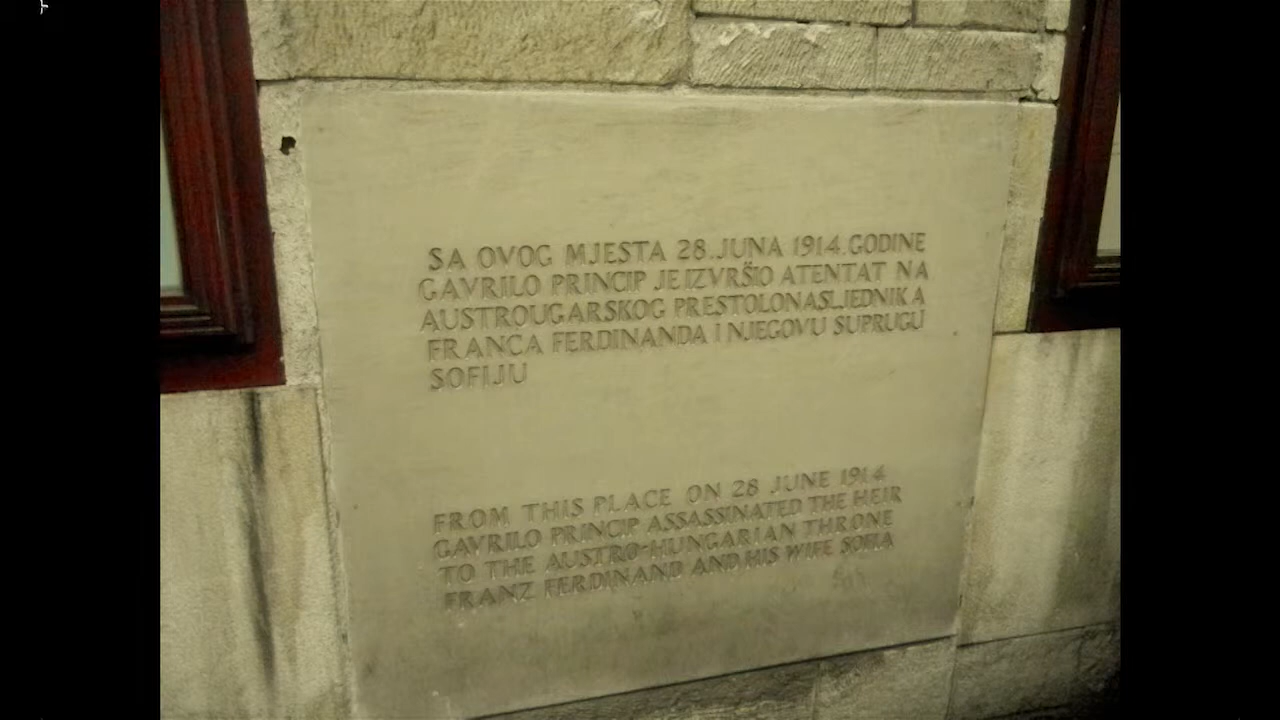 SA OVOG MJESTA 28. JUNA 1914. GODINE
GAVRILO PRINCIP JE IZVRŠIO ATENTAT NA
AUSTROUGARSKOG PRESTOLONASLJEDNIKA
FRANCA FERDINANDA I NJEGOVU SUPRUGU
SOFIJU
FROM THIS PLACE ON 28 JUNE 1914
GAVRILO PRINCIP ASSASSINATED THE HEIR
TO THE AUSTRO-HUNGARIAN THRONE
FRANZ FERDINAND AND HIS WIFE SOFIA